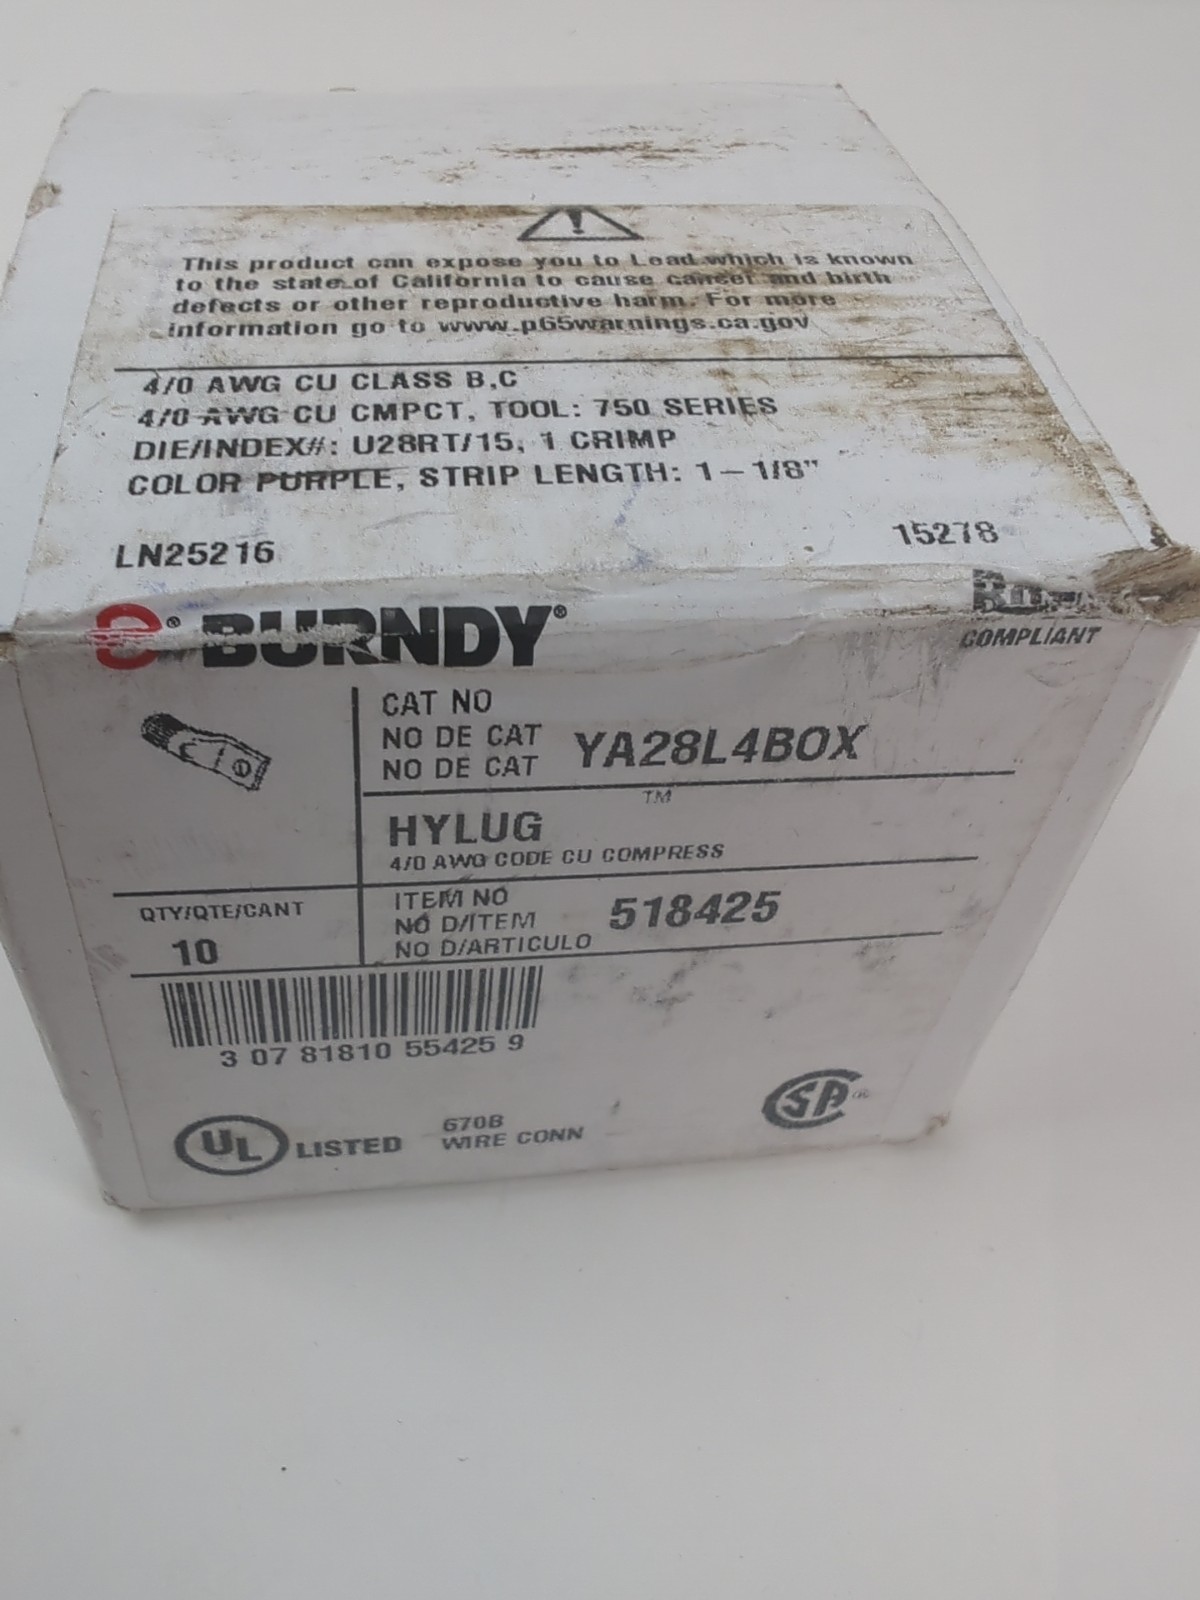 This product can expose you to Lead which is known
to the state of California to cause cancer and birth
defects or other reproductive harm. For more
information go to www.p65warnings.ca.gov
4/0 AWG CU CLASS B,C
4/0 AWG CU CMPCT, TOOL: 750 SERIES
DIE/INDEX#: U28RT/15, 1 CRIMP
COLOR PURPLE, STRIP LENGTH: 1-1/8"
LN25216
15278
BURNDY®
COMPLIANT
CAT NO
NO DE CAT
NO DE CAT
YA28L4BOX
HYLUG™
4/0 AWG CODE CU COMPRESS
QTY/QTE/CANT
10
ITEM NO
NO D/ITEM
NO D/ARTICULO
518425
3 07 81810 55425 9
UL LISTED
670B
WIRE CONN
SA®